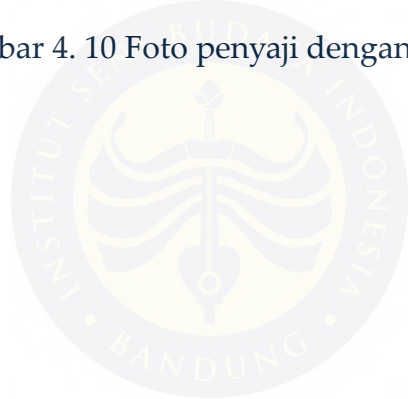 bar 4. 10 Foto penyaji dengan
INSTITUT SENI BUDAYA INDONESIA
• BANDUNG •